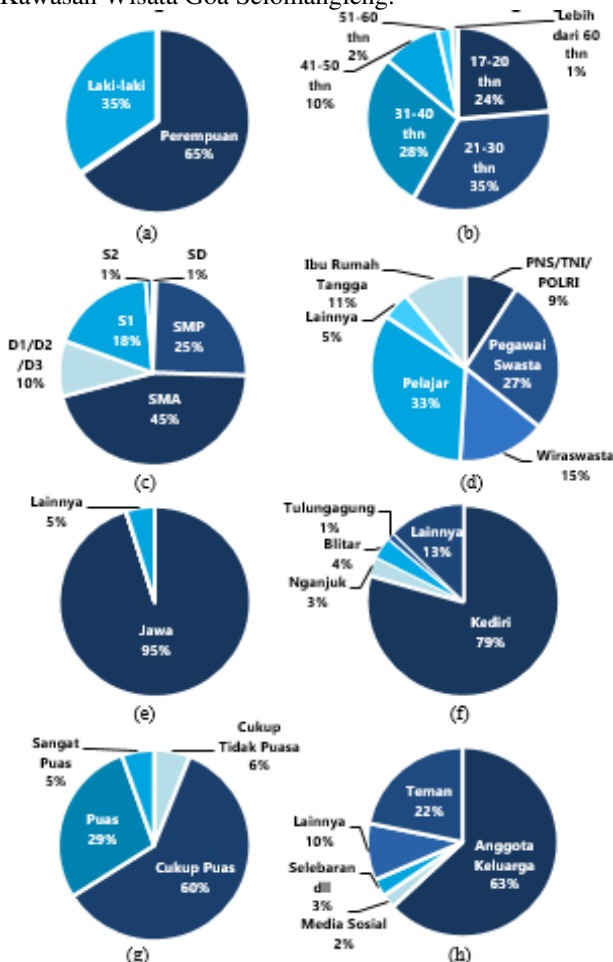 Kawasan Wisata Goa Selomangleng.
Laki-laki
35%
Perempuan
65%
(a)
51-60
thn
2%
41-50
thn
10%
31-40
thn
28%
Lebih
dari 60
thn
1%
17-20
thn
24%
21-30
thn
35%
(b)
S2
1%
SD
1%
S1
18%
SMP
25%
D1/D2
/D3
10%
SMA
45%
(c)
Ibu Rumah
Tangga
11%
Lainnya
5%
PNS/TNI/
POLRI
9%
Pegawai
Swasta
27%
Pelajar
33%
Wiraswasta
15%
(d)
Lainnya
5%
Jawa
95%
(e)
Tulungagung
1%
Blitar
4%
Nganjuk
3%
Lainnya
13%
Kediri
79%
(f)
Sangat
Puas
5%
Cukup
Tidak Puasa
6%
Puas
29%
Cukup Puas
60%
(g)
Teman
22%
Lainnya
10%
Selebaran
dll
3%
Media Sosial
2%
Anggota
Keluarga
63%
(h)